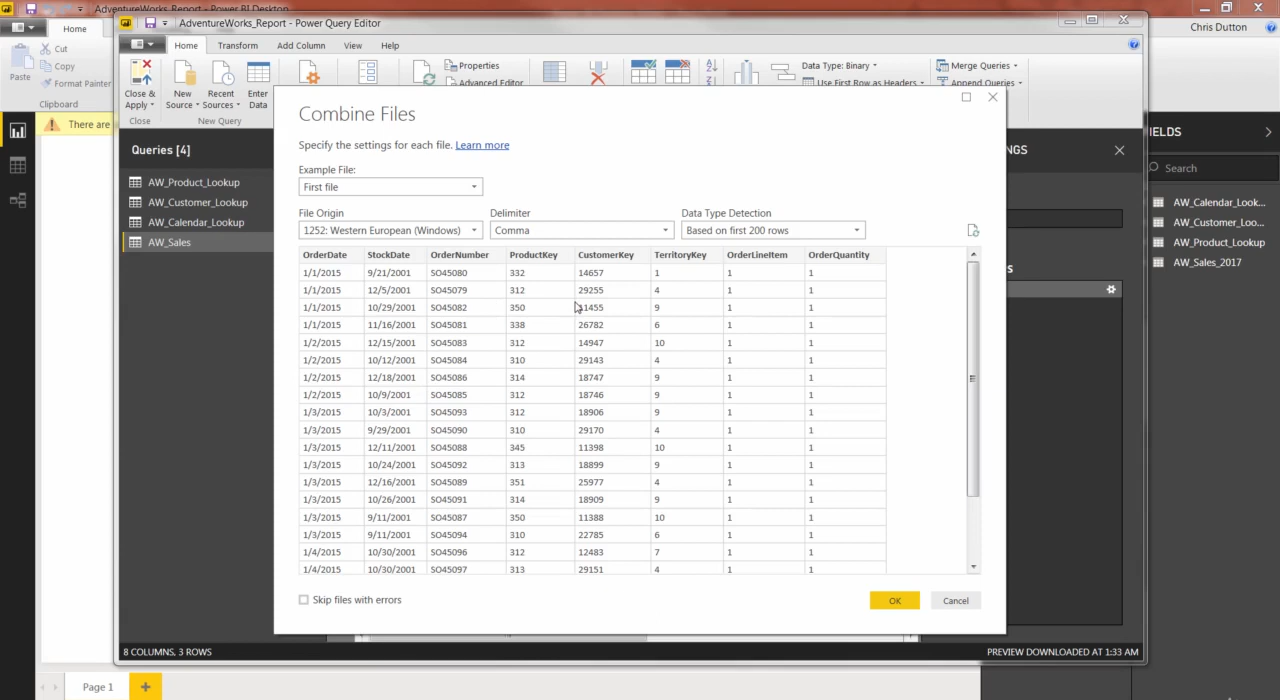 AdventureWorks_Report - Power BI Desktop
AdventureWorks_Report - Power Query Editor
Home
Chris Dutton
Cut
Copy
Format Painter
Paste
Clipboard
Home
Transform
Add Column
View
Help
Close &
Apply
Close
New
Source
Recent
Sources
Enter
Data
New Query
Properties
Advanced Editor
Data Type: Binary
Use First Row as Headers
Merge Queries
Append Queries
There are
Queries [4]
AW_Product_Lookup
AW_Customer_Lookup
AW_Calendar_Lookup
AW_Sales
Combine Files
Specify the settings for each file. Learn more
Example File:
First file
File Origin Delimiter Data Type Detection
1252: Western European (Windows) Comma Based on first 200 rows
OrderDate StockDate OrderNumber ProductKey CustomerKey TerritoryKey OrderLineItem OrderQuantity
1/1/2015 9/21/2001 SO45080 332 14657 1 1 1
1/1/2015 12/5/2001 SO45079 312 29255 4 1 1
1/1/2015 10/29/2001 SO45082 350 11455 9 1 1
1/1/2015 11/16/2001 SO45081 338 26782 6 1 1
1/2/2015 12/15/2001 SO45083 312 14947 10 1 1
1/2/2015 10/12/2001 SO45084 310 29143 4 1 1
1/2/2015 12/18/2001 SO45086 314 18747 9 1 1
1/2/2015 10/9/2001 SO45085 312 18746 9 1 1
1/3/2015 10/3/2001 SO45093 312 18906 9 1 1
1/3/2015 9/29/2001 SO45090 310 29170 4 1 1
1/3/2015 12/11/2001 SO45088 345 11398 10 1 1
1/3/2015 10/24/2001 SO45092 313 18899 9 1 1
1/3/2015 12/16/2001 SO45089 351 25977 4 1 1
1/3/2015 10/26/2001 SO45091 314 18909 9 1 1
1/3/2015 9/11/2001 SO45087 350 11388 10 1 1
1/3/2015 9/11/2001 SO45094 310 22785 6 1 1
1/4/2015 10/30/2001 SO45096 312 12483 7 1 1
1/4/2015 10/30/2001 SO45097 313 29151 4 1 1
Skip files with errors
OK
Cancel
NGS
s
IELDS
Search
AW_Calendar_Look...
AW_Customer_Loo...
AW_Product_Lookup
AW_Sales_2017
8 COLUMNS, 3 ROWS
PREVIEW DOWNLOADED AT 1:33 AM
Page 1